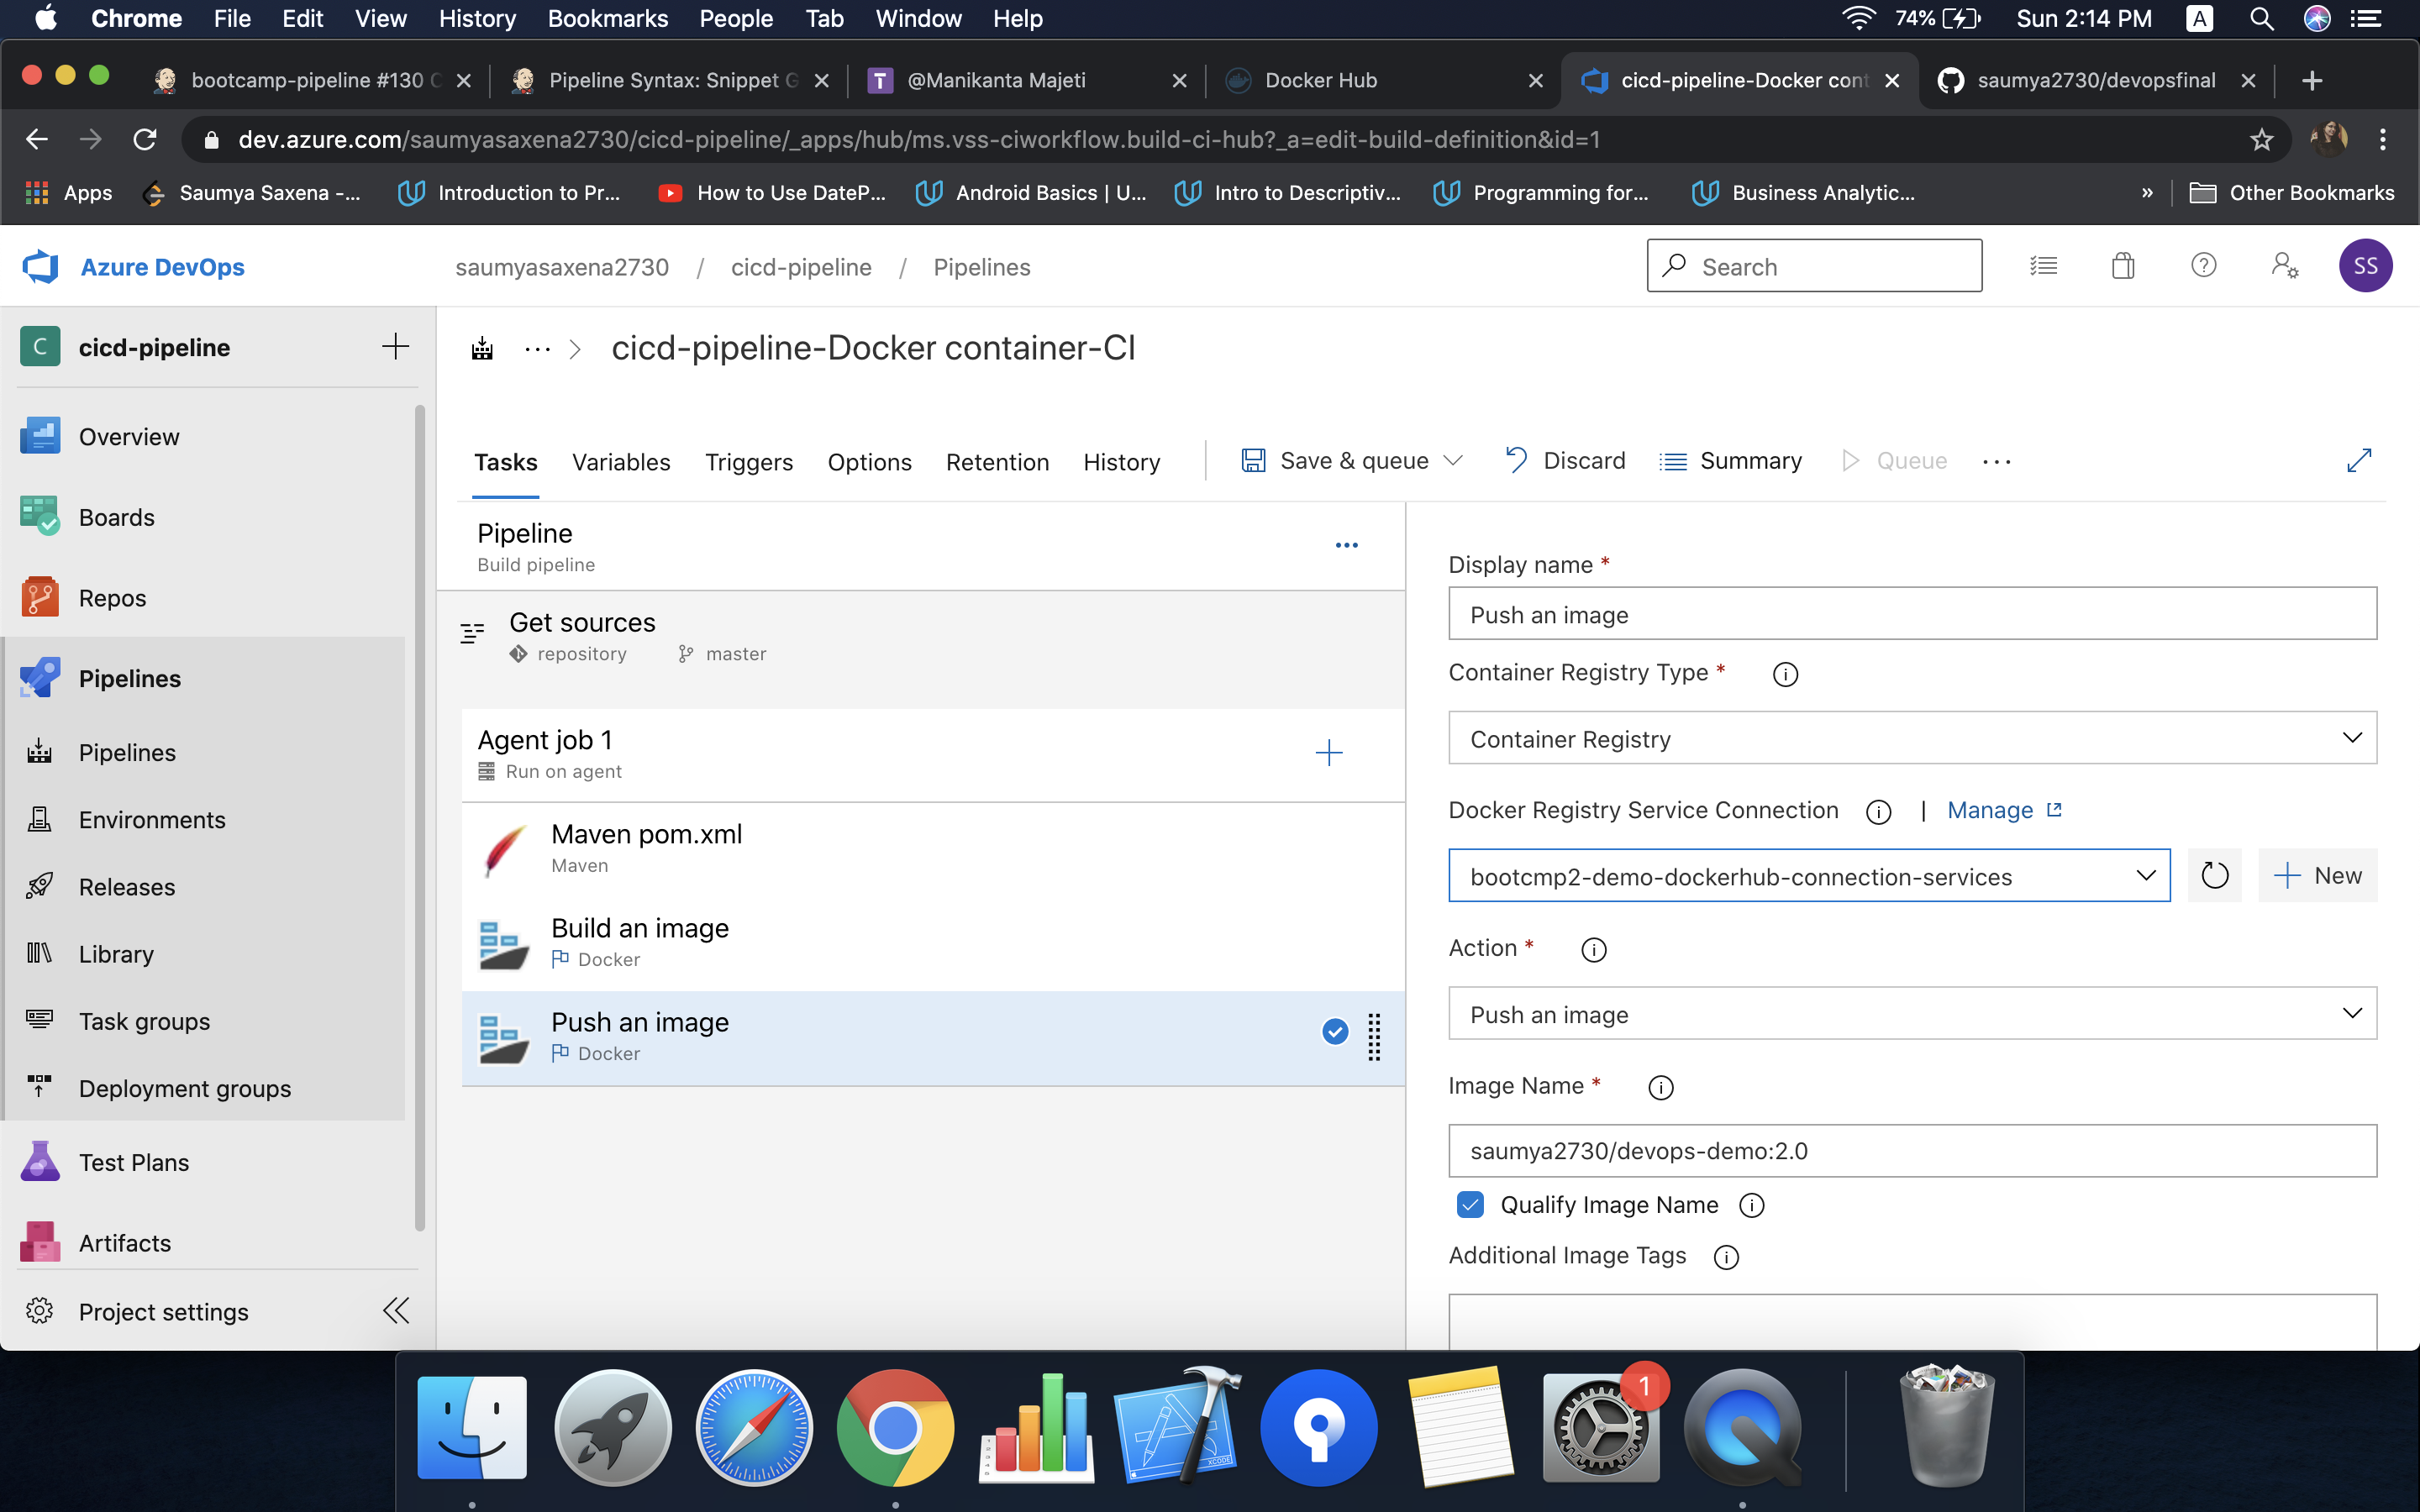 Chrome File Edit View History Bookmarks People Tab Window Help 74% Sun 2:14 PM A
bootcamp-pipeline #130 C Pipeline Syntax: Snippet G T @Manikanta Majeti Docker Hub cicd-pipeline-Docker cont saumya2730/devopsfinal
dev.azure.com/saumyasaxena2730/cicd-pipeline/_apps/hub/ms.vss-ciworkflow.build-ci-hub?_a=edit-build-definition&id=1
Apps Saumya Saxena -... Introduction to Pr... How to Use DateP... Android Basics | U... Intro to Descriptiv... Programming for... Business Analytic... » Other Bookmarks
Azure DevOps saumyasaxena2730 / cicd-pipeline / Pipelines Search SS
C cicd-pipeline
Overview
Boards
Repos
Pipelines
Pipelines
Environments
Releases
Library
Task groups
Deployment groups
Test Plans
Artifacts
Project settings
... > cicd-pipeline-Docker container-CI
Tasks Variables Triggers Options Retention History Save & queue Discard Summary Queue ...
Pipeline
Build pipeline
...
Get sources
repository master
Agent job 1
Run on agent
Maven pom.xml
Maven
Build an image
Docker
Push an image
Docker
Display name *
Push an image
Container Registry Type *
Container Registry
Docker Registry Service Connection | Manage
bootcmp2-demo-dockerhub-connection-services New
Action *
Push an image
Image Name *
saumya2730/devops-demo:2.0
Qualify Image Name
Additional Image Tags
XCODE
1